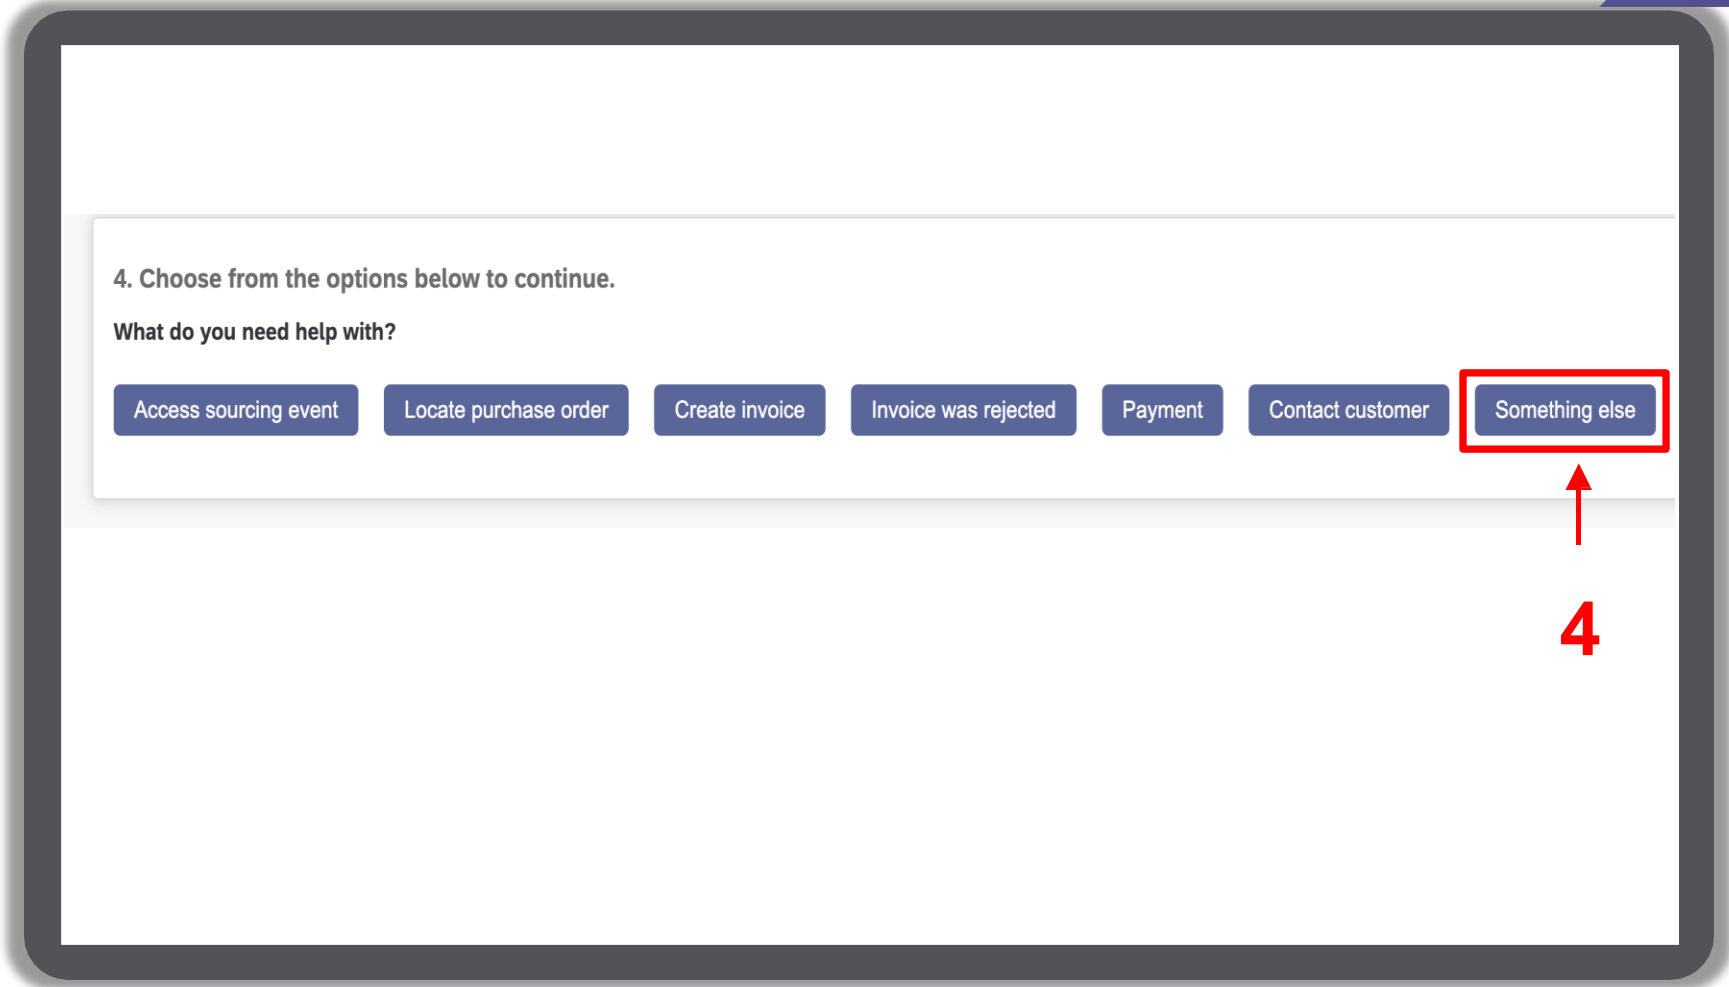 4. Choose from the options below to continue.
What do you need help with?
Access sourcing event Locate purchase order Create invoice Invoice was rejected Payment Contact customer Something else
4